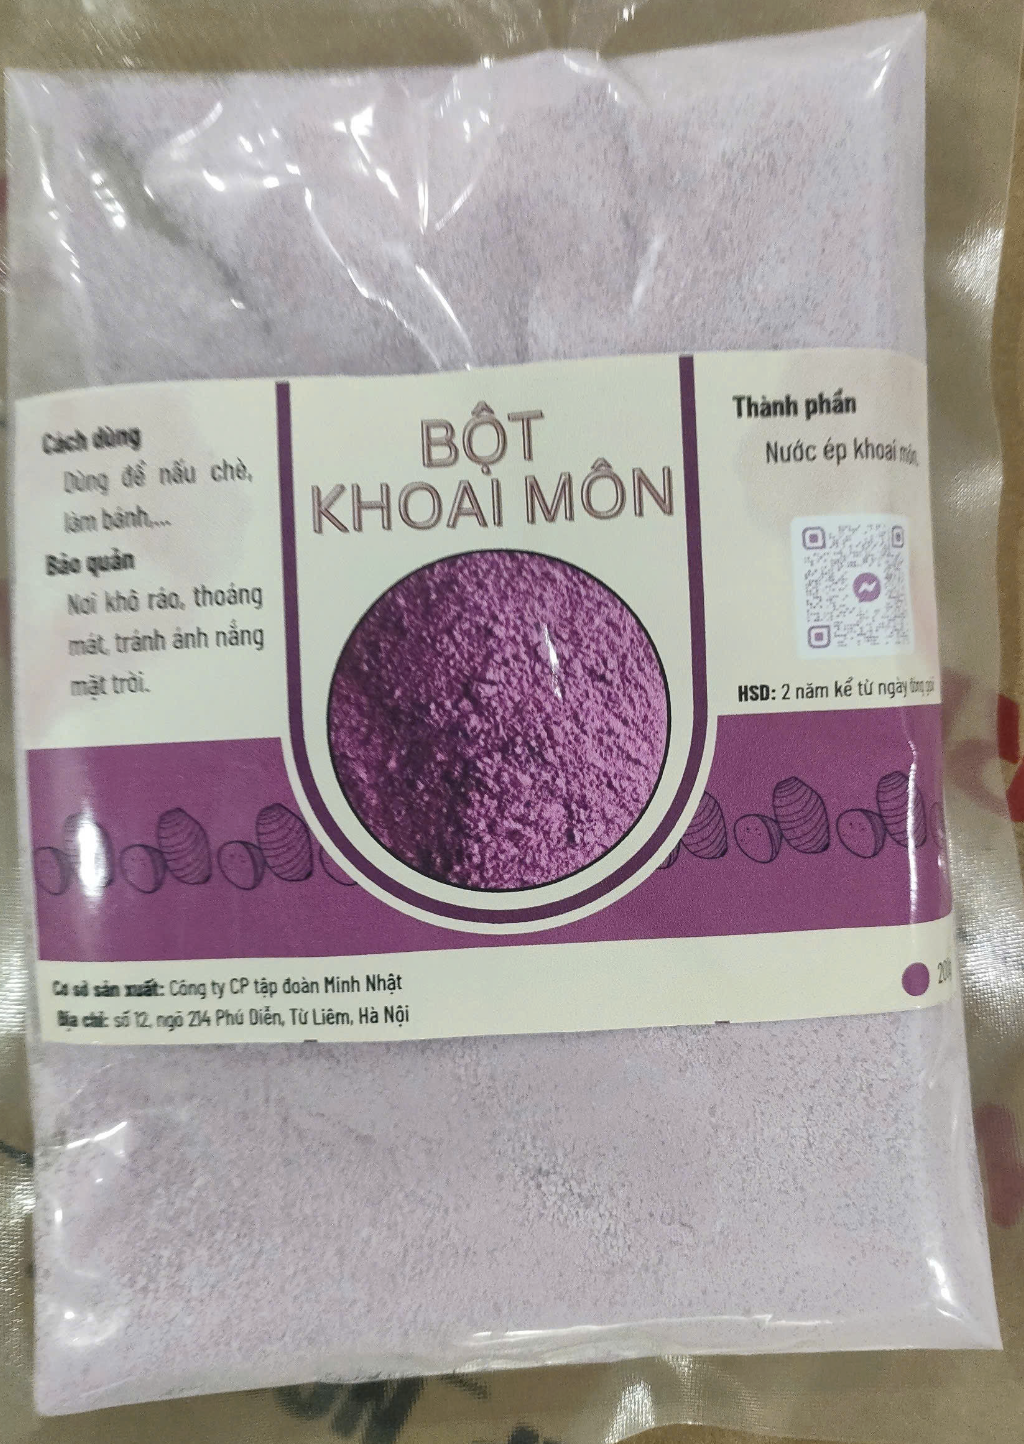 BỘT
KHOAI MÔN
Cách dùng
Dùng để nấu chè,
làm bánh,...
Bảo quản
Nơi khô ráo, thoáng
mát, tránh ánh nắng
mặt trời.
Thành phần
Nước ép khoai môn.
HSD: 2 năm kể từ ngày đóng gói
Cơ sở sản xuất: Công ty CP tập đoàn Minh Nhật
Địa chỉ: số 12, ngõ 214 Phú Diễn, Từ Liêm, Hà Nội